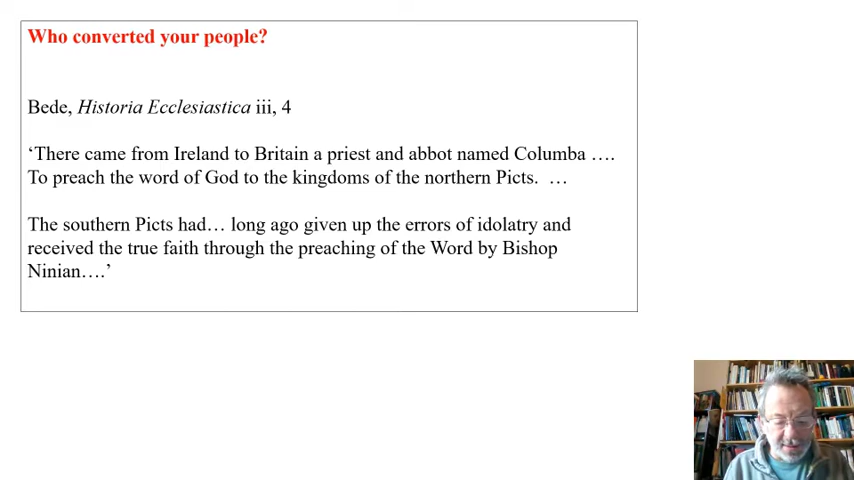 Who converted your people?
Bede, Historia Ecclesiastica iii, 4
‘There came from Ireland to Britain a priest and abbot named Columba ….
To preach the word of God to the kingdoms of the northern Picts. …
The southern Picts had… long ago given up the errors of idolatry and
received the true faith through the preaching of the Word by Bishop
Ninian….’